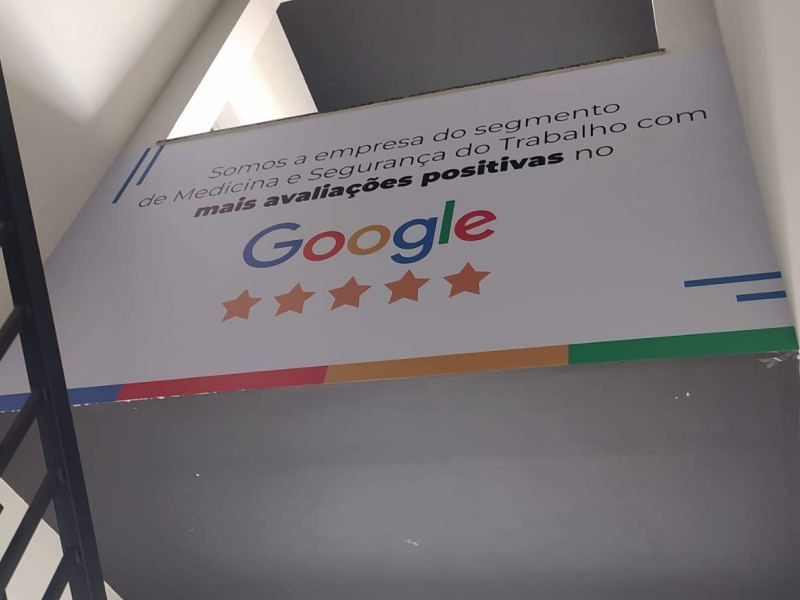 Somos a empresa do segmento
de Medicina e Segurança do Trabalho com
mais avaliações positivas no
Google